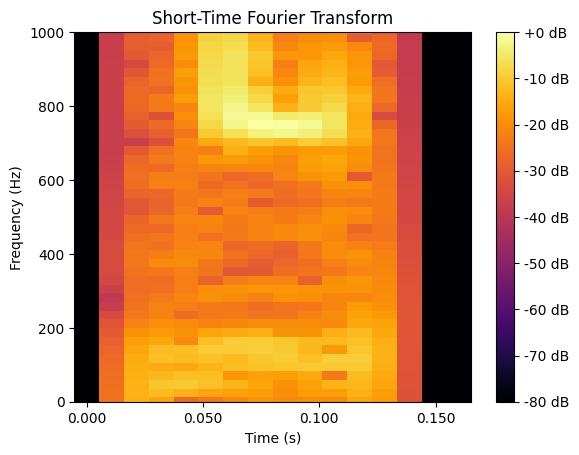 Short-Time Fourier Transform
1000
800
600
400
200
0
Frequency (Hz)
0.000
0.050
0.100
0.150
Time (s)
+0 dB
-10 dB
-20 dB
-30 dB
-40 dB
-50 dB
-60 dB
-70 dB
-80 dB